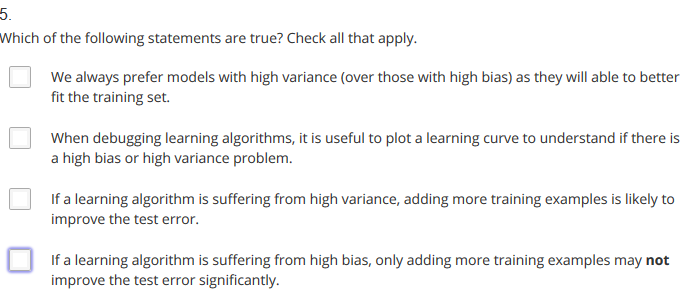 5.
Which of the following statements are true? Check all that apply.
We always prefer models with high variance (over those with high bias) as they will able to better
fit the training set.
When debugging learning algorithms, it is useful to plot a learning curve to understand if there is
a high bias or high variance problem.
If a learning algorithm is suffering from high variance, adding more training examples is likely to
improve the test error.
If a learning algorithm is suffering from high bias, only adding more training examples may not
improve the test error significantly.